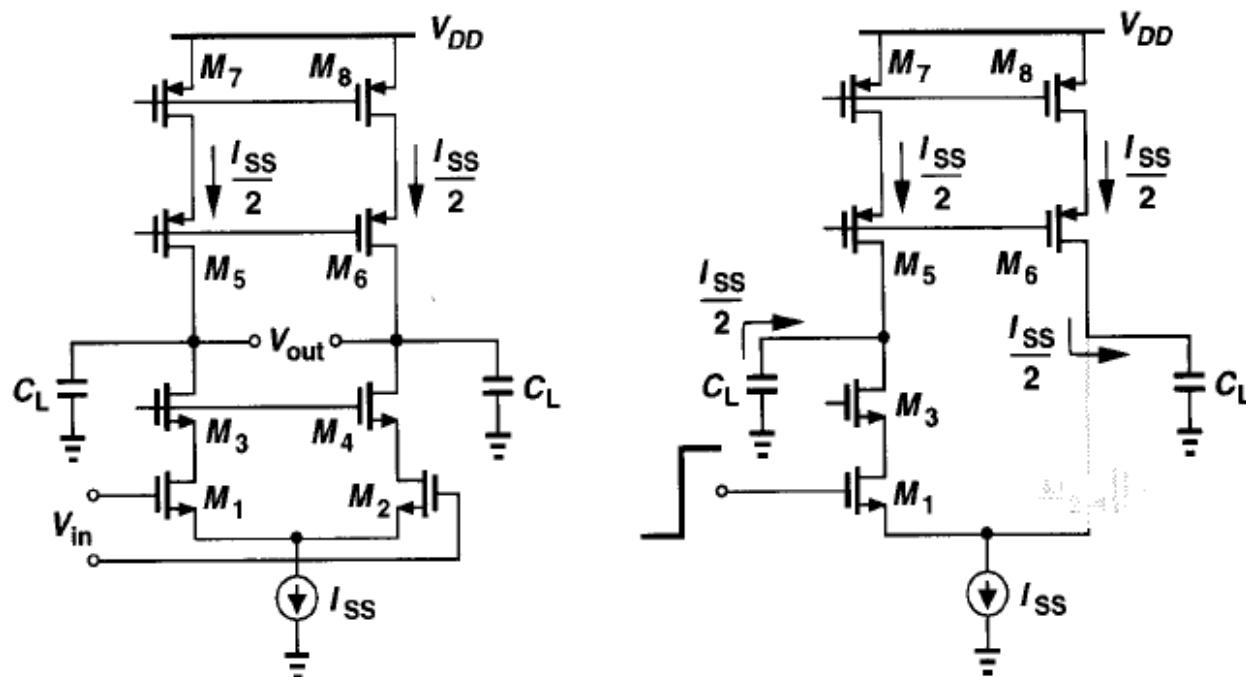 V_DD
M_7
M_8
I_SS/2
I_SS/2
M_5
M_6
V_out
C_L
C_L
M_3
M_4
M_1
M_2
V_in
I_SS
V_DD
M_7
M_8
I_SS/2
I_SS/2
M_5
M_6
I_SS/2
I_SS/2
C_L
C_L
M_3
M_1
I_SS